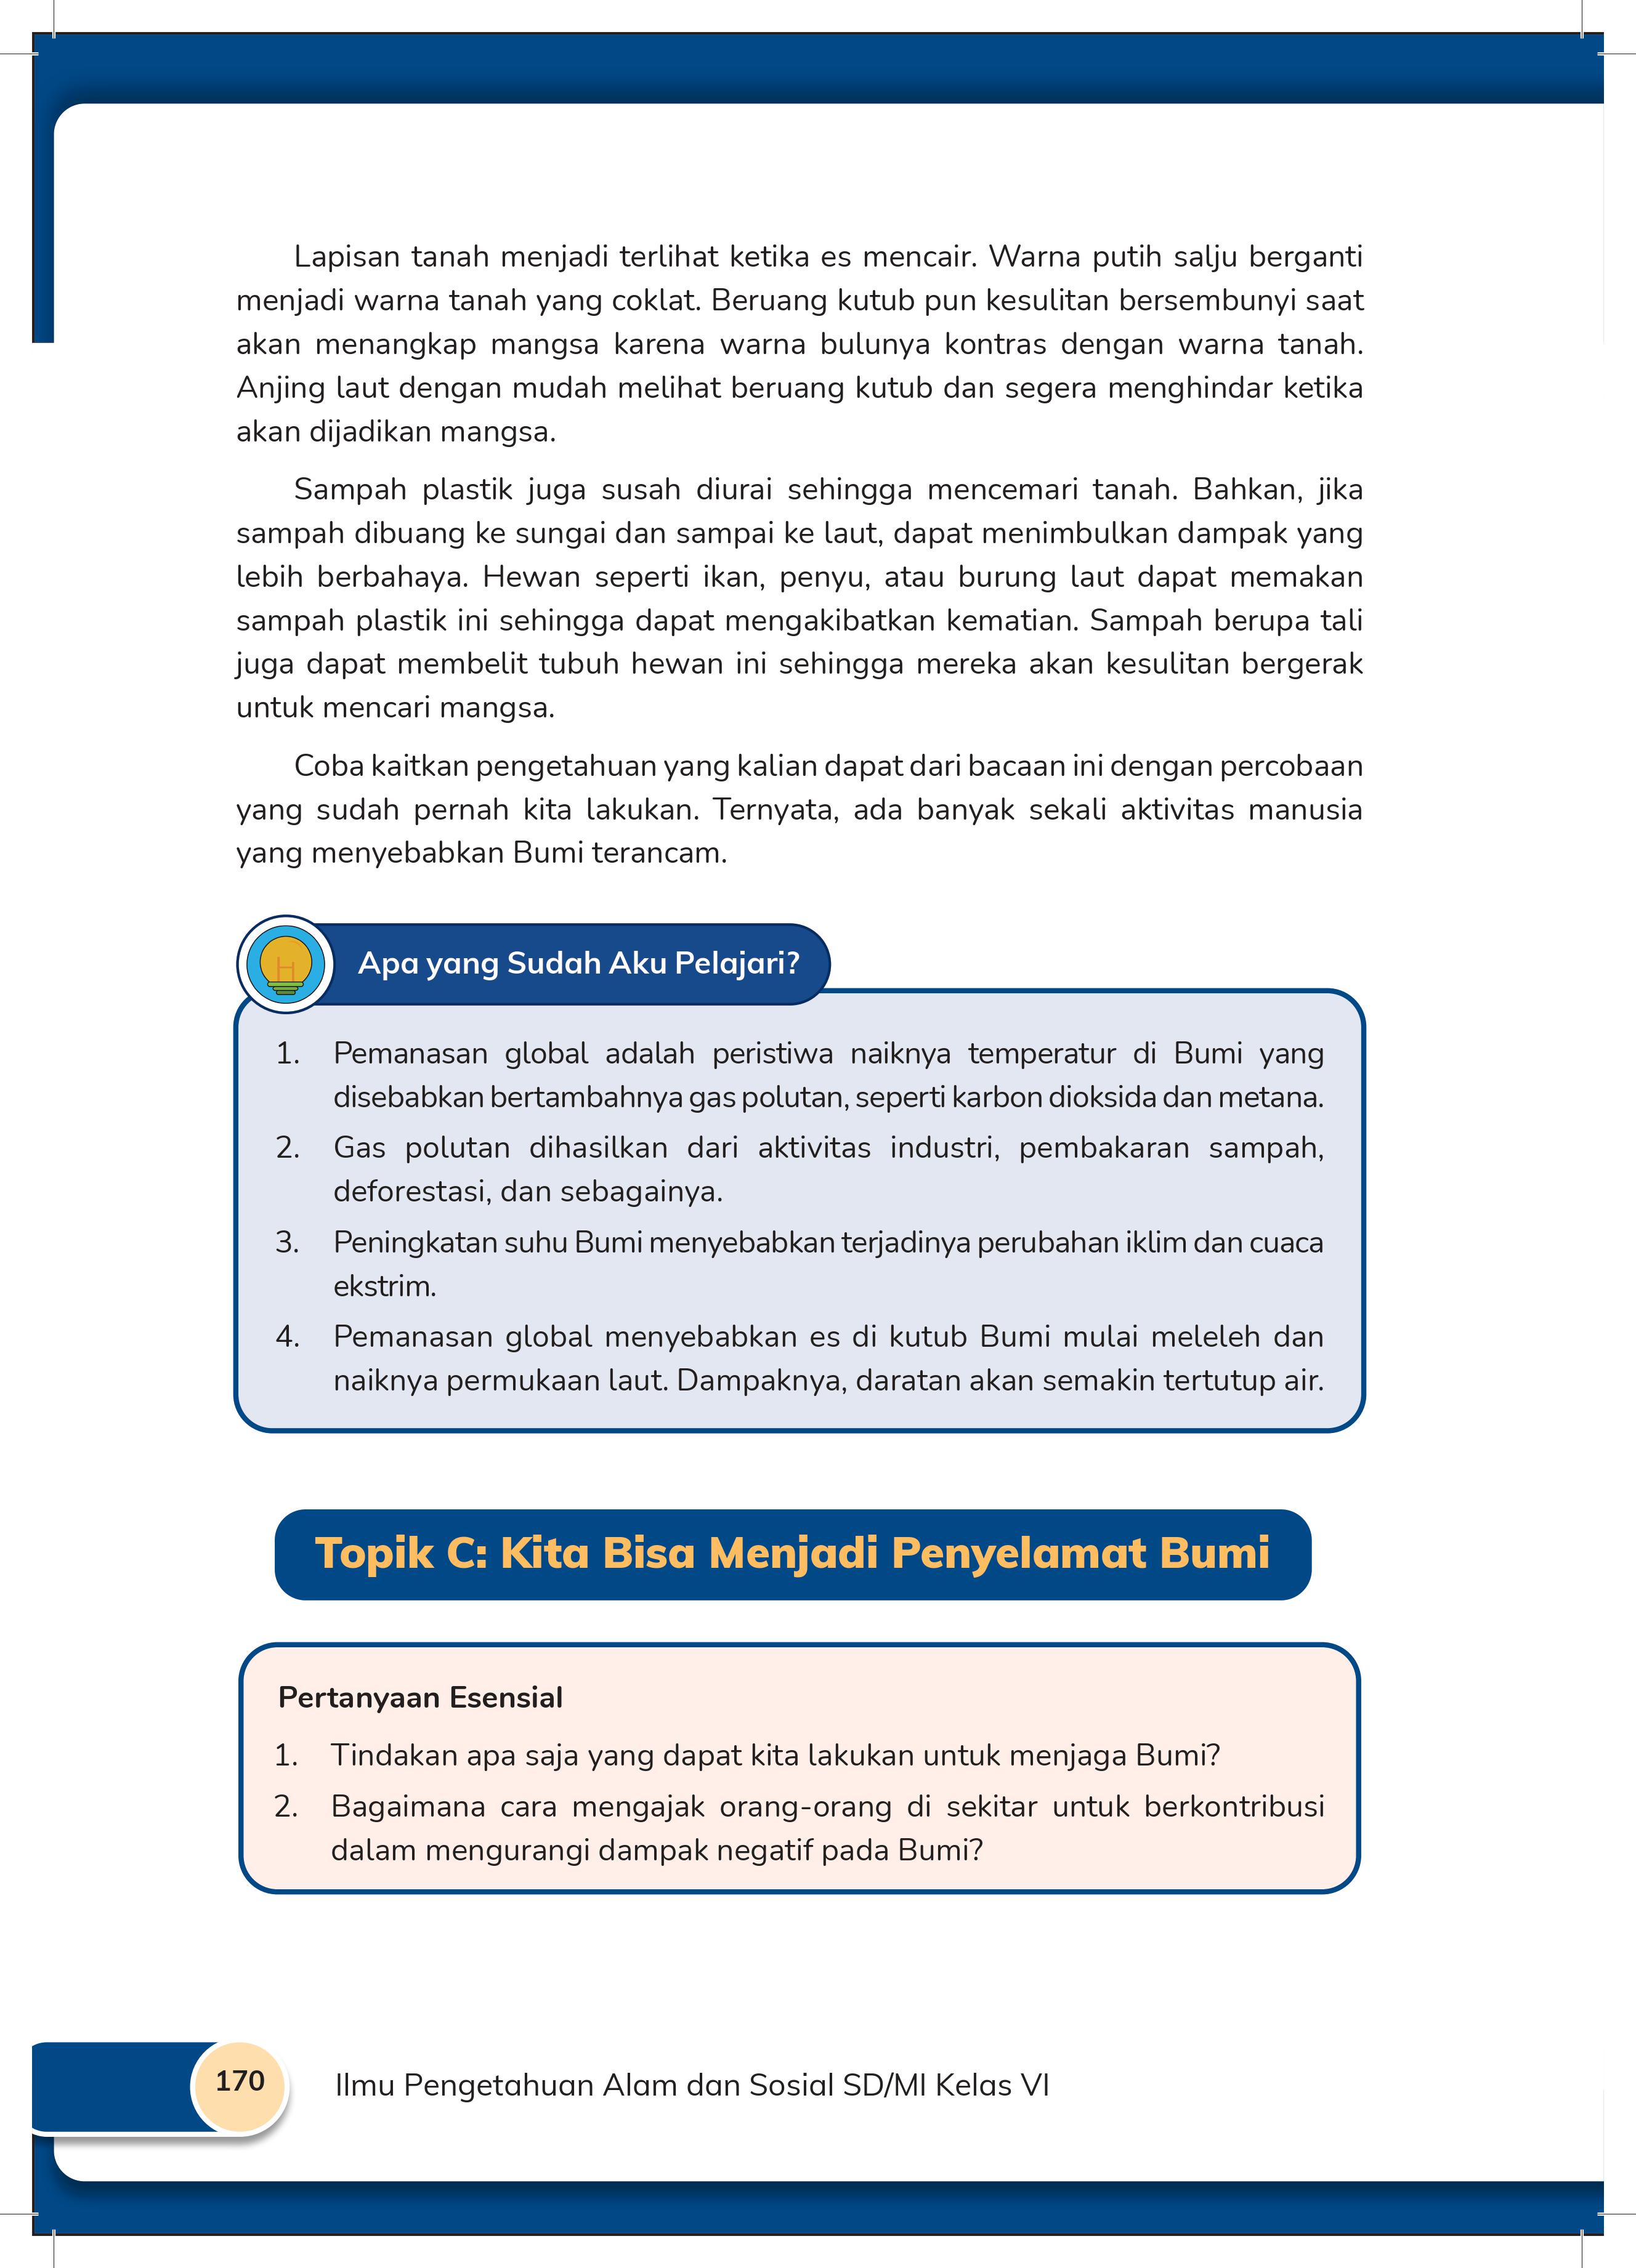 Lapisan tanah menjadi terlihat ketika es mencair. Warna putih salju berganti
menjadi warna tanah yang coklat. Beruang kutub pun kesulitan bersembunyi saat
akan menangkap mangsa karena warna bulunya kontras dengan warna tanah.
Anjing laut dengan mudah melihat beruang kutub dan segera menghindar ketika
akan dijadikan mangsa.
Sampah plastik juga susah diurai sehingga mencemari tanah. Bahkan, jika
sampah dibuang ke sungai dan sampai ke laut, dapat menimbulkan dampak yang
lebih berbahaya. Hewan seperti ikan, penyu, atau burung laut dapat memakan
sampah plastik ini sehingga dapat mengakibatkan kematian. Sampah berupa tali
juga dapat membelit tubuh hewan ini sehingga mereka akan kesulitan bergerak
untuk mencari mangsa.
Coba kaitkan pengetahuan yang kalian dapat dari bacaan ini dengan percobaan
yang sudah pernah kita lakukan. Ternyata, ada banyak sekali aktivitas manusia
yang menyebabkan Bumi terancam.
Apa yang Sudah Aku Pelajari?
1. Pemanasan global adalah peristiwa naiknya temperatur di Bumi yang
disebabkan bertambahnya gas polutan, seperti karbon dioksida dan metana.
2. Gas polutan dihasilkan dari aktivitas industri, pembakaran sampah,
deforestasi, dan sebagainya.
3. Peningkatan suhu Bumi menyebabkan terjadinya perubahan iklim dan cuaca
ekstrim.
4. Pemanasan global menyebabkan es di kutub Bumi mulai meleleh dan
naiknya permukaan laut. Dampaknya, daratan akan semakin tertutup air.
Topik C: Kita Bisa Menjadi Penyelamat Bumi
Pertanyaan Esensial
1. Tindakan apa saja yang dapat kita lakukan untuk menjaga Bumi?
2. Bagaimana cara mengajak orang-orang di sekitar untuk berkontribusi
dalam mengurangi dampak negatif pada Bumi?
170 Ilmu Pengetahuan Alam dan Sosial SD/MI Kelas VI